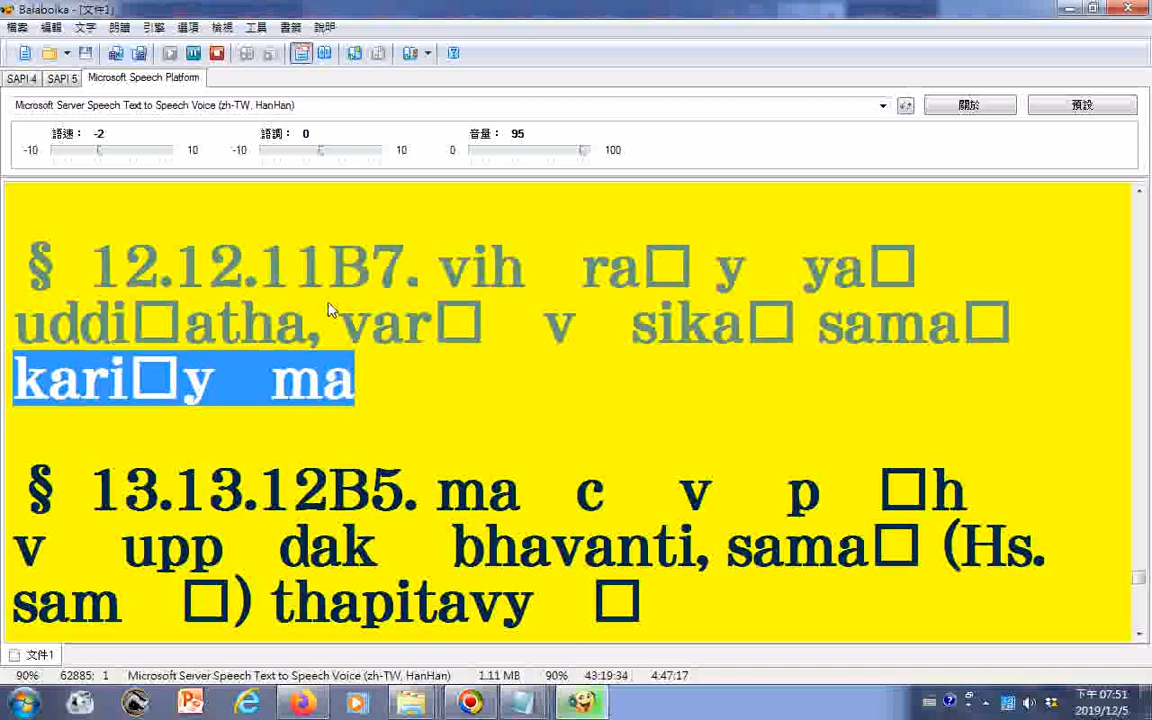 Balabolka - [文件1]
檔案 編輯 文字 朗讀 引擎 選項 檢視 工具 書籤 說明
SAPI 4 SAPI 5 Microsoft Speech Platform
Microsoft Server Speech Text to Speech Voice (zh-TW, HanHan) 關於 預設
語速： -2 語調： 0 音量： 95
-10 10 -10 10 0 100
§ 12.12.11B7. vih ra□ y ya□
uddi□atha, var□ v sika□ sama□
kari□y ma
§ 13.13.12B5. ma c v p □h
v upp dak bhavanti, sama□ (Hs.
sam □) thapitavy □
文件1
90% 62885: 1 Microsoft Server Speech Text to Speech Voice (zh-TW, HanHan) 1.11 MB 90% 43:19:34 4:47:17
下午 07:51
2019/12/5